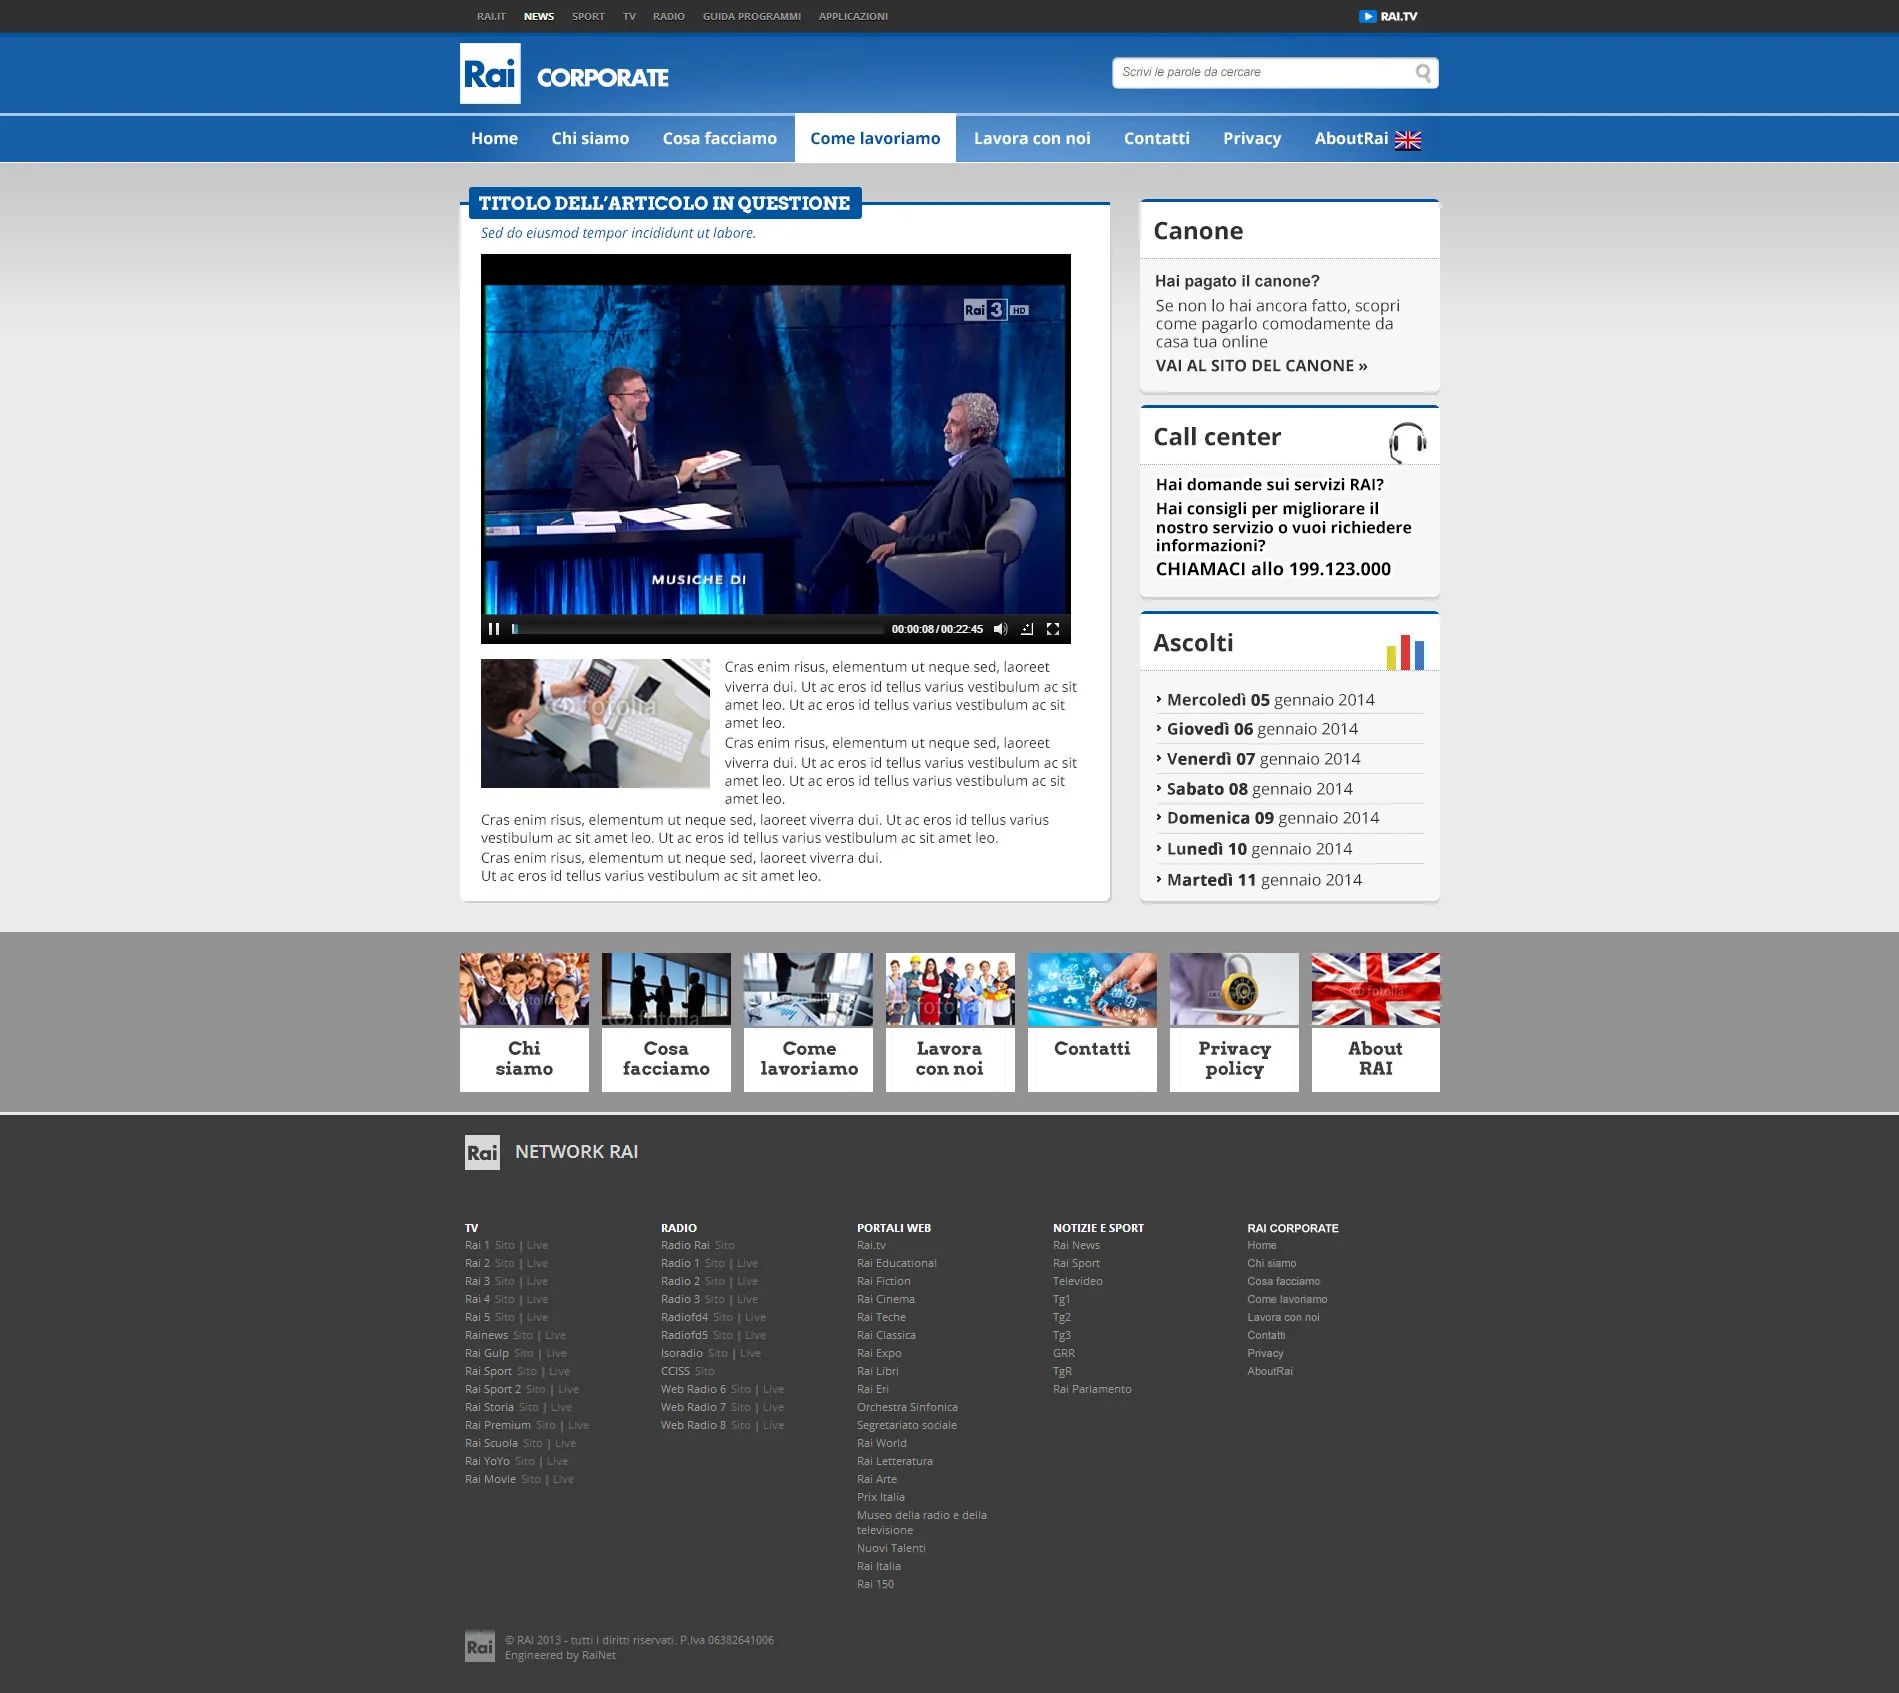 RAI.IT NEWS SPORT TV RADIO GUIDA PROGRAMMI APPLICAZIONI RAI.TV
Rai CORPORATE
Scrivi le parole da cercare
Home Chi siamo Cosa facciamo Come lavoriamo Lavora con noi Contatti Privacy AboutRai
TITOLO DELL'ARTICOLO IN QUESTIONE
Sed do eiusmod tempor incididunt ut labore.
Rai 3 HD
MUSICHE DI
00:00:08/00:22:45
fotolia
Cras enim risus, elementum ut neque sed, laoreet
viverra dui. Ut ac eros id tellus varius vestibulum ac sit
amet leo. Ut ac eros id tellus varius vestibulum ac sit
amet leo.
Cras enim risus, elementum ut neque sed, laoreet
viverra dui. Ut ac eros id tellus varius vestibulum ac sit
amet leo. Ut ac eros id tellus varius vestibulum ac sit
amet leo.
Cras enim risus, elementum ut neque sed, laoreet viverra dui. Ut ac eros id tellus varius
vestibulum ac sit amet leo. Ut ac eros id tellus varius vestibulum ac sit amet leo.
Cras enim risus, elementum ut neque sed, laoreet viverra dui.
Ut ac eros id tellus varius vestibulum ac sit amet leo.
Canone
Hai pagato il canone?
Se non lo hai ancora fatto, scopri
come pagarlo comodamente da
casa tua online
VAI AL SITO DEL CANONE »
Call center
Hai domande sui servizi RAI?
Hai consigli per migliorare il
nostro servizio o vuoi richiedere
informazioni?
CHIAMACI allo 199.123.000
Ascolti
Mercoledì 05 gennaio 2014
Giovedì 06 gennaio 2014
Venerdì 07 gennaio 2014
Sabato 08 gennaio 2014
Domenica 09 gennaio 2014
Lunedì 10 gennaio 2014
Martedì 11 gennaio 2014
fotolia fotolia fotolia fotolia fotolia
Chi
siamo
Cosa
facciamo
Come
lavoriamo
Lavora
con noi
Contatti
Privacy
policy
About
RAI
Rai NETWORK RAI
TV
Rai 1 Sito | Live
Rai 2 Sito | Live
Rai 3 Sito | Live
Rai 4 Sito | Live
Rai 5 Sito | Live
Rainews Sito | Live
Rai Gulp Sito | Live
Rai Sport Sito | Live
Rai Sport 2 Sito | Live
Rai Storia Sito | Live
Rai Premium Sito | Live
Rai Scuola Sito | Live
Rai YoYo Sito | Live
Rai Movie Sito | Live
RADIO
Radio Rai Sito
Radio 1 Sito | Live
Radio 2 Sito | Live
Radio 3 Sito | Live
Radiofd4 Sito | Live
Radiofd5 Sito | Live
Isoradio Sito | Live
CCISS Sito
Web Radio 6 Sito | Live
Web Radio 7 Sito | Live
Web Radio 8 Sito | Live
PORTALI WEB
Rai.tv
Rai Educational
Rai Fiction
Rai Cinema
Rai Teche
Rai Classica
Rai Expo
Rai Libri
Rai Eri
Orchestra Sinfonica
Segretariato sociale
Rai World
Rai Letteratura
Rai Arte
Prix Italia
Museo della radio e della
televisione
Nuovi Talenti
Rai Italia
Rai 150
NOTIZIE E SPORT
Rai News
Rai Sport
Televideo
Tg1
Tg2
Tg3
GRR
TgR
Rai Parlamento
RAI CORPORATE
Home
Chi siamo
Cosa facciamo
Come lavoriamo
Lavora con noi
Contatti
Privacy
AboutRai
Rai
© RAI 2013 - tutti i diritti riservati. P.Iva 06382641006
Engineered by RaiNet